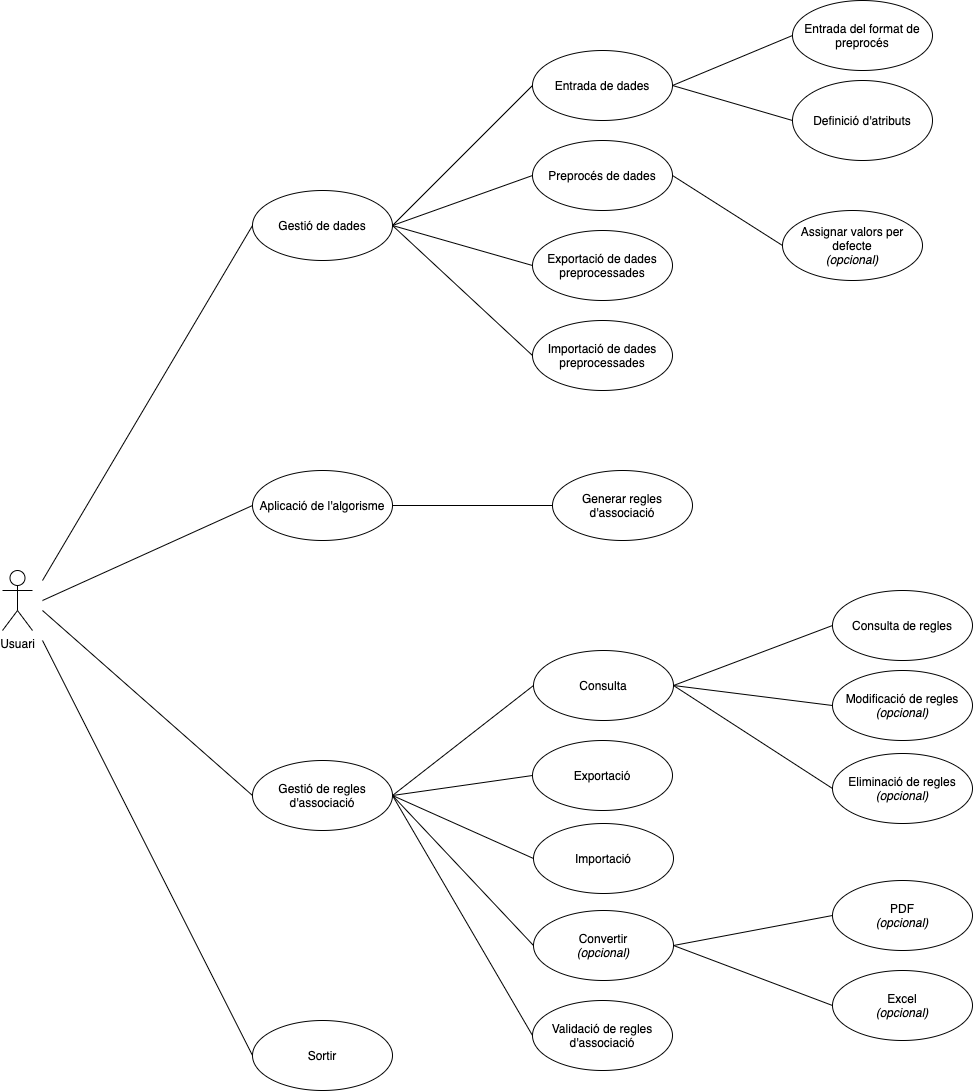 Entrada del format de
preprocés
Entrada de dades
Definició d'atributs
Preprocés de dades
Gestió de dades
Assignar valors per
defecte
(opcional)
Exportació de dades
preprocessades
Importació de dades
preprocessades
Aplicació de l'algorisme
Generar regles
d'associació
Usuari
Consulta de regles
Consulta
Modificació de regles
(opcional)
Exportació
Eliminació de regles
(opcional)
Gestió de regles
d'associació
Importació
PDF
(opcional)
Convertir
(opcional)
Excel
(opcional)
Validació de regles
d'associació
Sortir